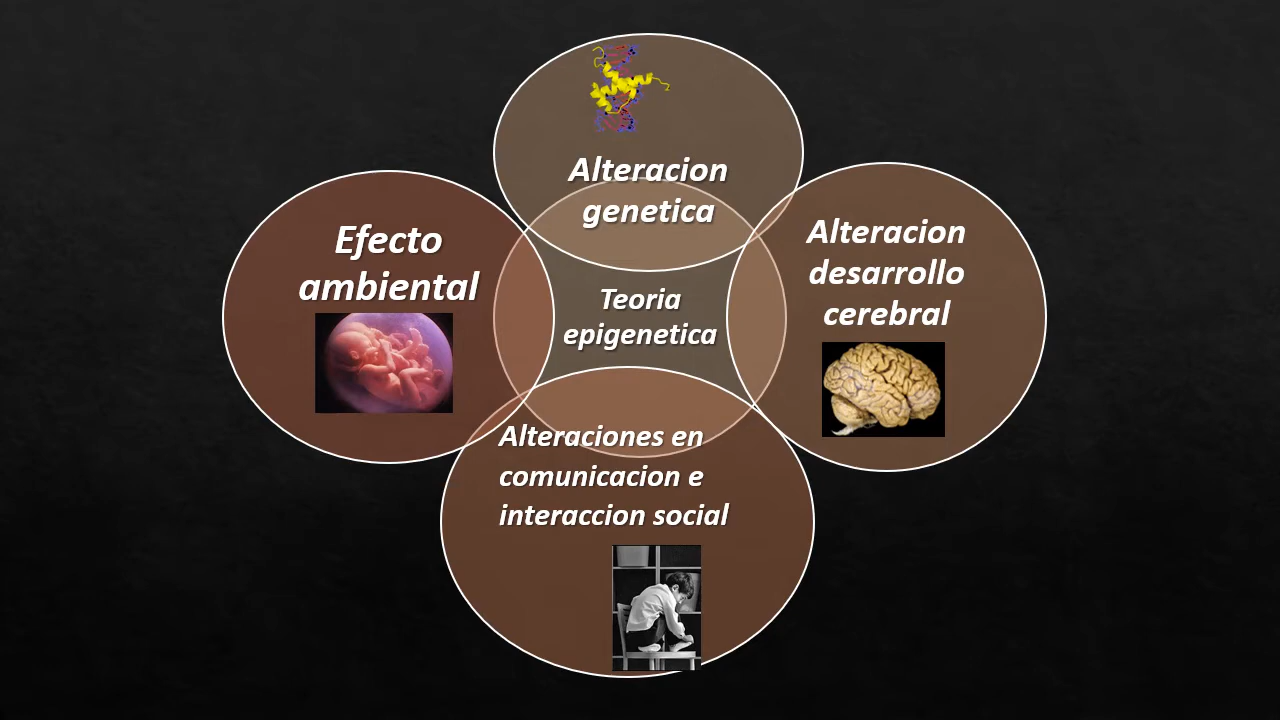 Alteracion
genetica
Efecto
ambiental
Teoria
epigenetica
Alteracion
desarrollo
cerebral
Alteraciones en
comunicacion e
interaccion social